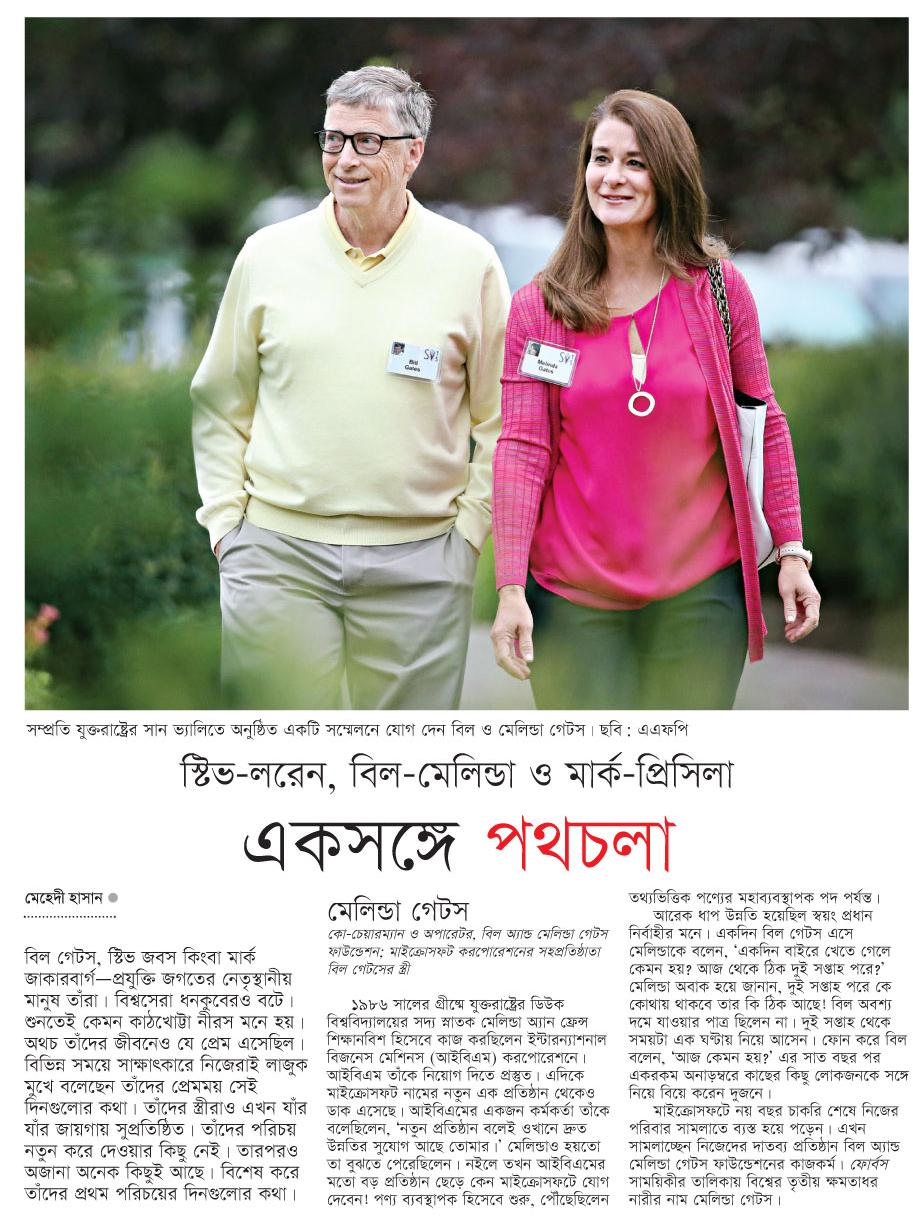 Bill
Gates
Melinda
Gates
সম্প্রতি যুক্তরাষ্ট্রের সান ভ্যালিতে অনুষ্ঠিত একটি সম্মেলনে যোগ দেন বিল ও মেলিন্ডা গেটস। ছবি : এএফপি
স্টিভ-লরেন, বিল-মেলিন্ডা ও মার্ক-প্রিসিলা
একসঙ্গে পথচলা
মেহেদী হাসান
বিল গেটস, স্টিভ জবস কিংবা মার্ক
জাকারবার্গ—প্রযুক্তি জগতের নেতৃস্থানীয়
মানুষ তাঁরা। বিশ্বসেরা ধনকুবেরও বটে।
শুনতেই কেমন কাঠখোট্টা নীরস মনে হয়।
অথচ তাঁদের জীবনেও যে প্রেম এসেছিল।
বিভিন্ন সময়ে সাক্ষাৎকারে নিজেরাই লাজুক
মুখে বলেছেন তাঁদের প্রেমময় সেই
দিনগুলোর কথা। তাঁদের স্ত্রীরাও এখন যাঁর
যাঁর জায়গায় সুপ্রতিষ্ঠিত। তাঁদের পরিচয়
নতুন করে দেওয়ার কিছু নেই। তারপরও
অজানা অনেক কিছুই আছে। বিশেষ করে
তাঁদের প্রথম পরিচয়ের দিনগুলোর কথা।
মেলিন্ডা গেটস
কো-চেয়ারম্যান ও অপারেটর, বিল অ্যান্ড মেলিন্ডা গেটস
ফাউন্ডেশন; মাইক্রোসফট করপোরেশনের সহপ্রতিষ্ঠাতা
বিল গেটসের স্ত্রী
১৯৮৬ সালের গ্রীষ্মে যুক্তরাষ্ট্রের ডিউক
বিশ্ববিদ্যালয়ের সদ্য স্নাতক মেলিন্ডা অ্যান ফ্রেন্স
শিক্ষানবিশ হিসেবে কাজ করছিলেন ইন্টারন্যাশনাল
বিজনেস মেশিনস (আইবিএম) করপোরেশনে।
আইবিএম তাঁকে নিয়োগ দিতে প্রস্তুত। এদিকে
মাইক্রোসফট নামের নতুন এক প্রতিষ্ঠান থেকেও
ডাক এসেছে। আইবিএমের একজন কর্মকর্তা তাঁকে
বলেছিলেন, ‘নতুন প্রতিষ্ঠান বলেই ওখানে দ্রুত
উন্নতির সুযোগ আছে তোমার।’ মেলিন্ডাও হয়তো
তা বুঝতে পেরেছিলেন। নইলে তখন আইবিএমের
মতো বড় প্রতিষ্ঠান ছেড়ে কেন মাইক্রোসফটে যোগ
দেবেন! পণ্য ব্যবস্থাপক হিসেবে শুরু, পৌঁছেছিলেন
তথ্যভিত্তিক পণ্যের মহাব্যবস্থাপক পদ পর্যন্ত।
আরেক ধাপ উন্নতি হয়েছিল স্বয়ং প্রধান
নির্বাহীর মনে। একদিন বিল গেটস এসে
মেলিন্ডাকে বলেন, ‘একদিন বাইরে খেতে গেলে
কেমন হয়? আজ থেকে ঠিক দুই সপ্তাহ পরে?’
মেলিন্ডা অবাক হয়ে জানান, দুই সপ্তাহ পরে কে
কোথায় থাকবে তার কি ঠিক আছে! বিল অবশ্য
দমে যাওয়ার পাত্র ছিলেন না। দুই সপ্তাহ থেকে
সময়টা এক ঘণ্টায় নিয়ে আসেন। ফোন করে বিল
বলেন, ‘আজ কেমন হয়?’ এর সাত বছর পর
একরকম অনাড়ম্বরে কাছের কিছু লোকজনকে সঙ্গে
নিয়ে বিয়ে করেন দুজনে।
মাইক্রোসফটে নয় বছর চাকরি শেষে নিজের
পরিবার সামলাতে ব্যস্ত হয়ে পড়েন। এখন
সামলাচ্ছেন নিজেদের দাতব্য প্রতিষ্ঠান বিল অ্যান্ড
মেলিন্ডা গেটস ফাউন্ডেশনের কাজকর্ম। ফোর্বস
সাময়িকীর তালিকায় বিশ্বের তৃতীয় ক্ষমতাধর
নারীর নাম মেলিন্ডা গেটস।